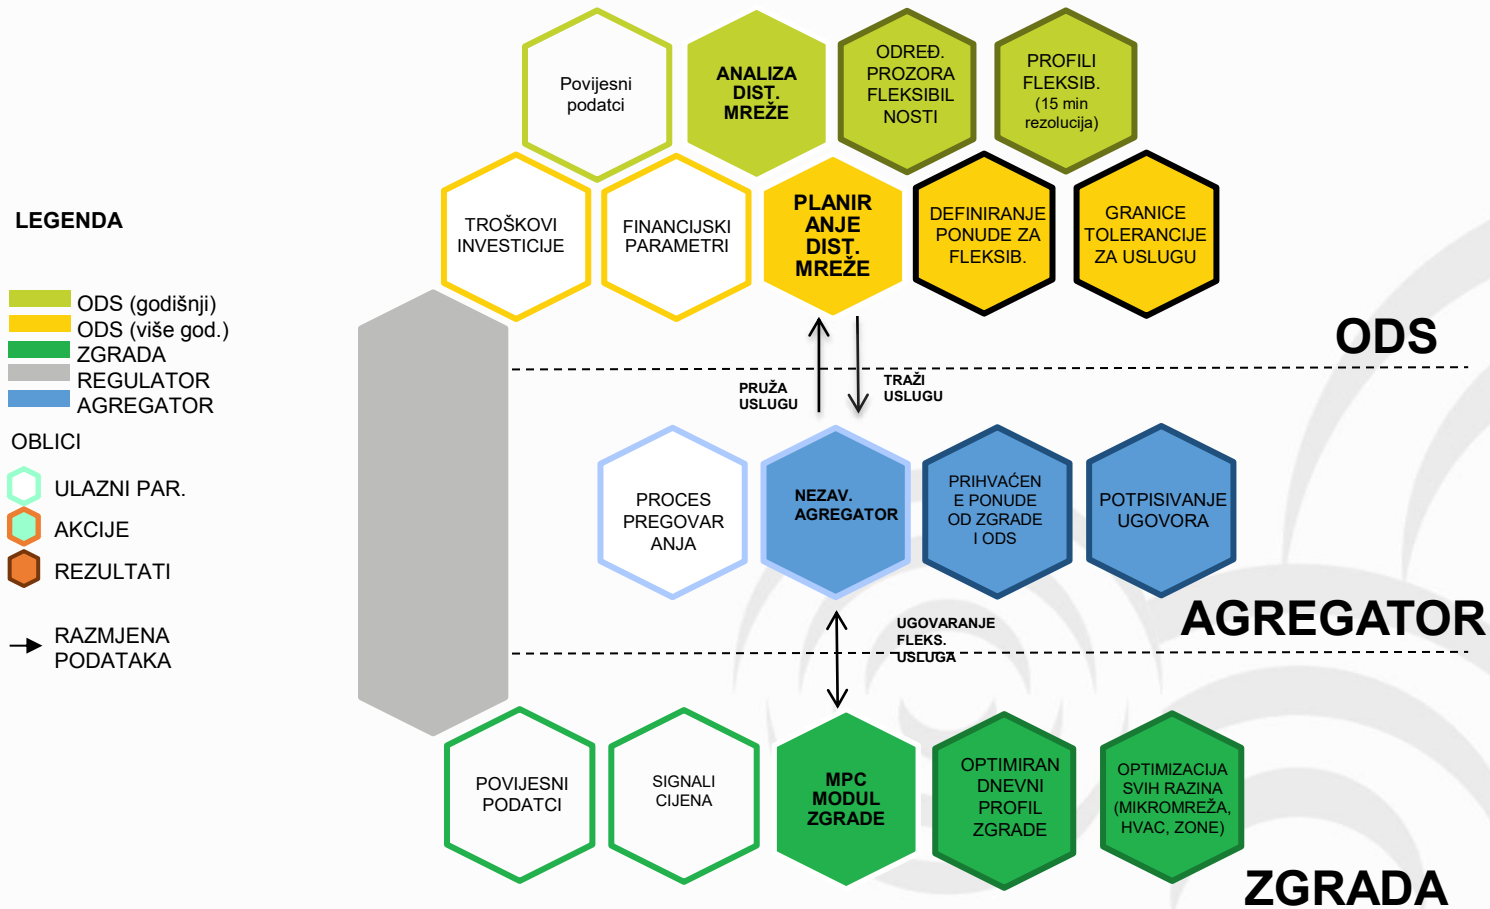 Povijesni
podatci
ANALIZA
DIST.
MREŽE
ODREĐ.
PROZORA
FLEKSIBIL
NOSTI
PROFILI
FLEKSIB.
(15 min
rezolucija)
TROŠKOVI
INVESTICIJE
FINANCIJSKI
PARAMETRI
PLANIR
ANJE
DIST.
MREŽE
DEFINIRANJE
PONUDE ZA
FLEKSIB.
GRANICE
TOLERANCIJE
ZA USLUGU
LEGENDA
ODS (godišnji)
ODS (više god.)
ZGRADA
REGULATOR
AGREGATOR
OBLICI
ULAZNI PAR.
AKCIJE
REZULTATI
RAZMJENA
PODATAKA
ODS
PRUŽA
USLUGU
TRAŽI
USLUGU
PROCES
PREGOVAR
ANJA
NEZAV.
AGREGATOR
PRIHVAĆEN
E PONUDE
OD ZGRADE
I ODS
POTPISIVANJE
UGOVORA
AGREGATOR
UGOVARANJE
FLEKS.
USLUGA
POVIJESNI
PODATCI
SIGNALI
CIJENA
MPC
MODUL
ZGRADE
OPTIMIRAN
DNEVNI
PROFIL
ZGRADE
OPTIMIZACIJA
SVIH RAZINA
(MIKROMREŽA,
HVAC, ZONE)
ZGRADA